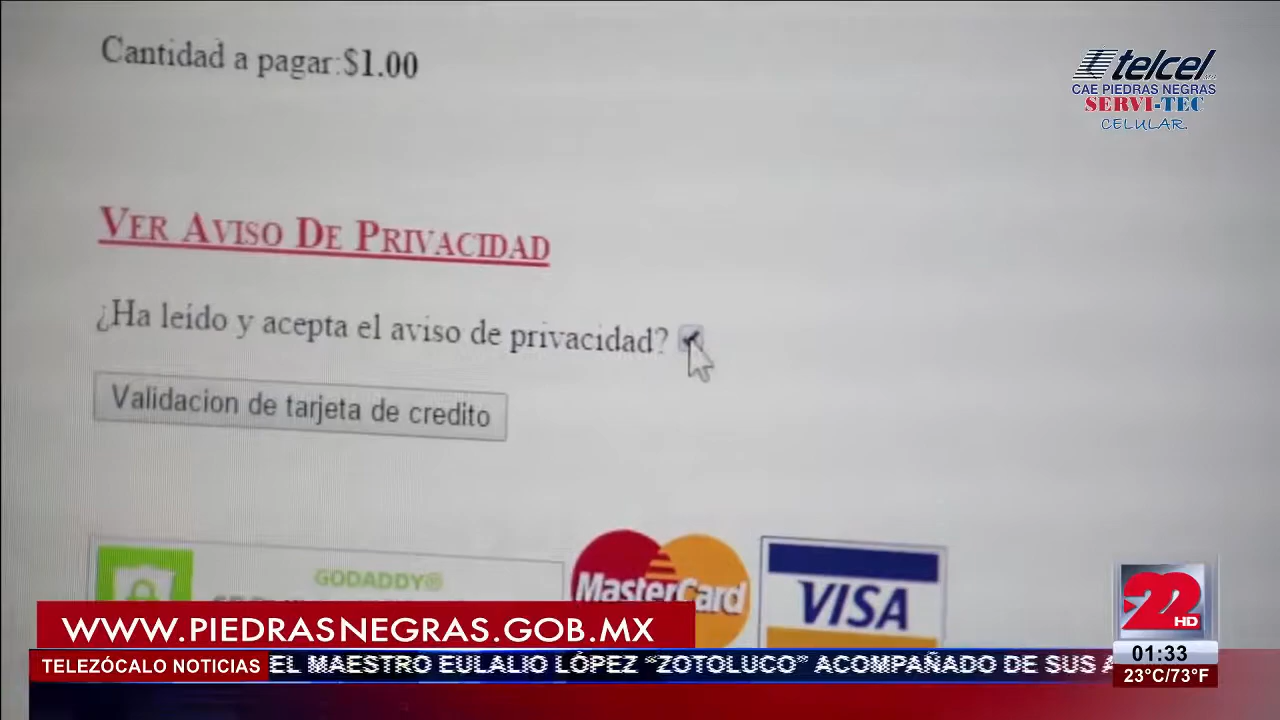 Cantidad a pagar:$1.00
telcel
CAE PIEDRAS NEGRAS
SERVI-TEC
CELULAR
VER AVISO DE PRIVACIDAD
¿Ha leído y acepta el aviso de privacidad?
Validacion de tarjeta de credito
GODADDY®
MasterCard
VISA
WWW.PIEDRASNEGRAS.GOB.MX
22
HD
TELEZÓCALO NOTICIAS
EL MAESTRO EULALIO LÓPEZ “ZOTOLUCO” ACOMPAÑADO DE SUS
01:33
23°C/73°F